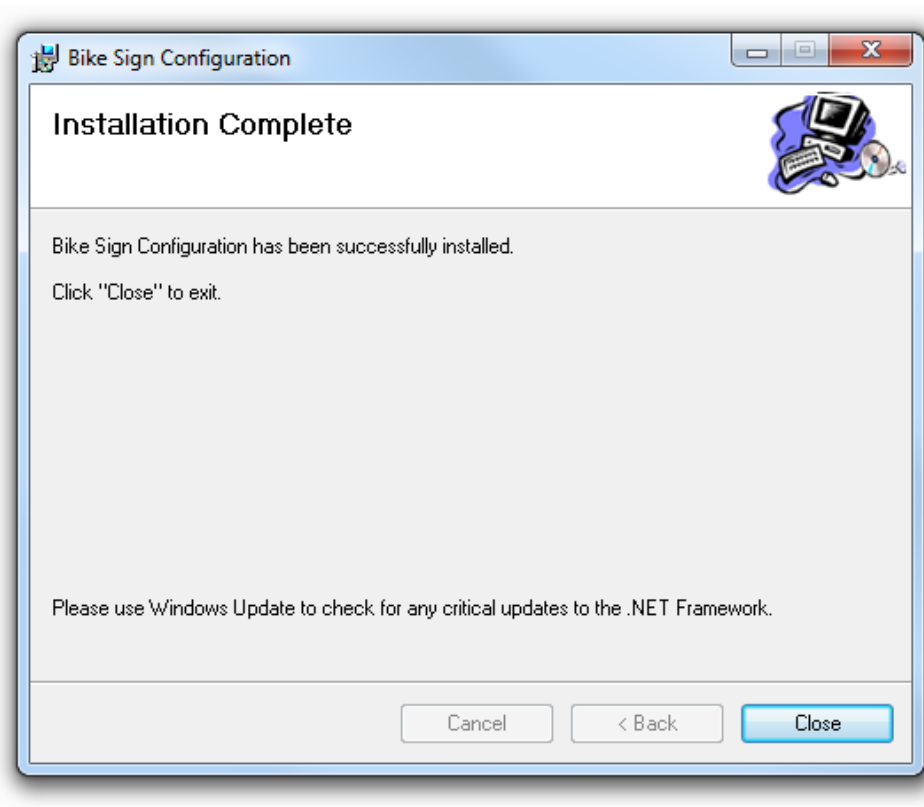 Bike Sign Configuration
Installation Complete
Bike Sign Configuration has been successfully installed.
Click "Close" to exit.
Please use Windows Update to check for any critical updates to the .NET Framework.
Cancel
< Back
Close